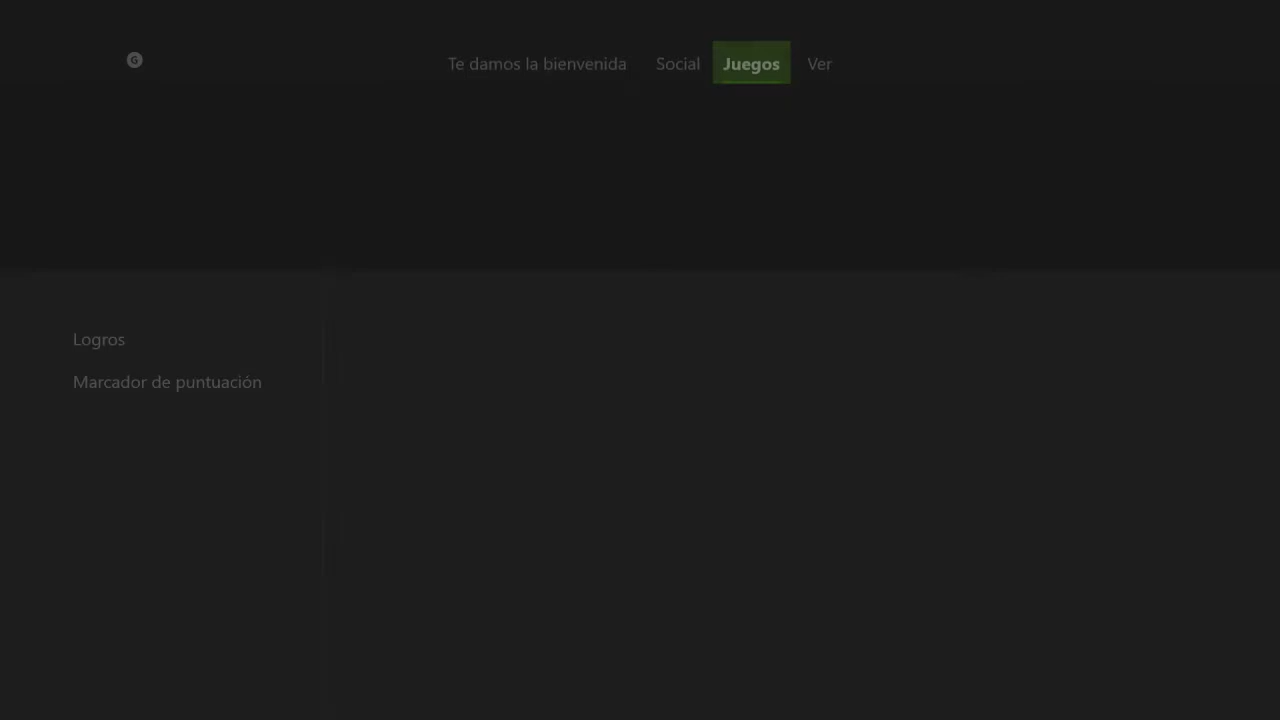 G
Te damos la bienvenida Social Juegos Ver
Logros
Marcador de puntuación